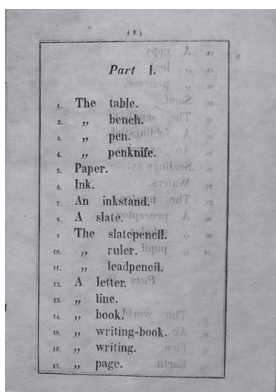 ( 1 )
Part I.
1. The table.
2. „ bench.
3. „ pen.
4. „ penknife.
5. Paper.
6. Ink.
7. An inkstand.
8. A slate.
9 The slatepencil.
10. „ ruler.
11. „ leadpencil.
12. A letter.
13. „ line.
14. „ book.
15. „ writing-book.
16. „ writing.
17. „ page.